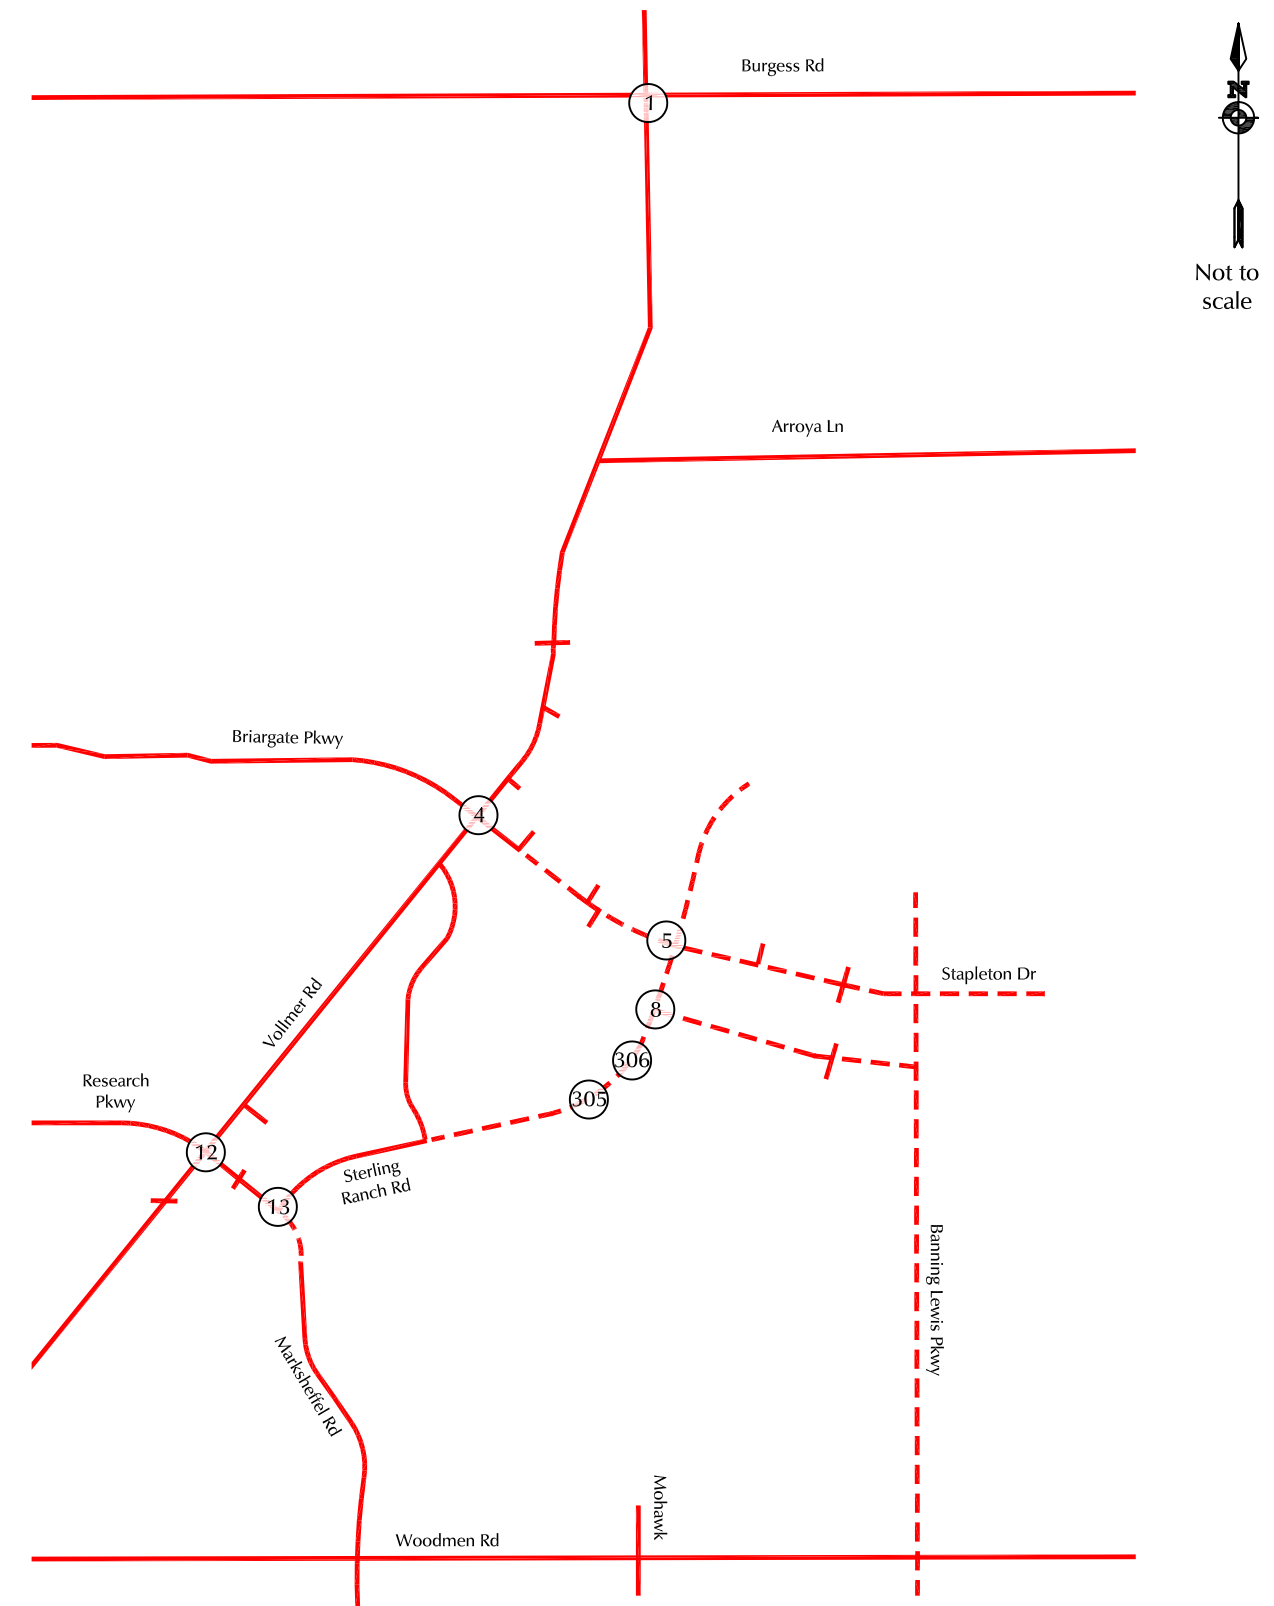 Burgess Rd
1
N
Not to
scale
Arroya Ln
Briargate Pkwy
4
5
Stapleton Dr
Vollmer Rd
8
306
Research
Pkwy
305
12
Sterling
Ranch Rd
13
Banning Lewis Pkwy
Marksheffel Rd
Mohawk
Woodmen Rd